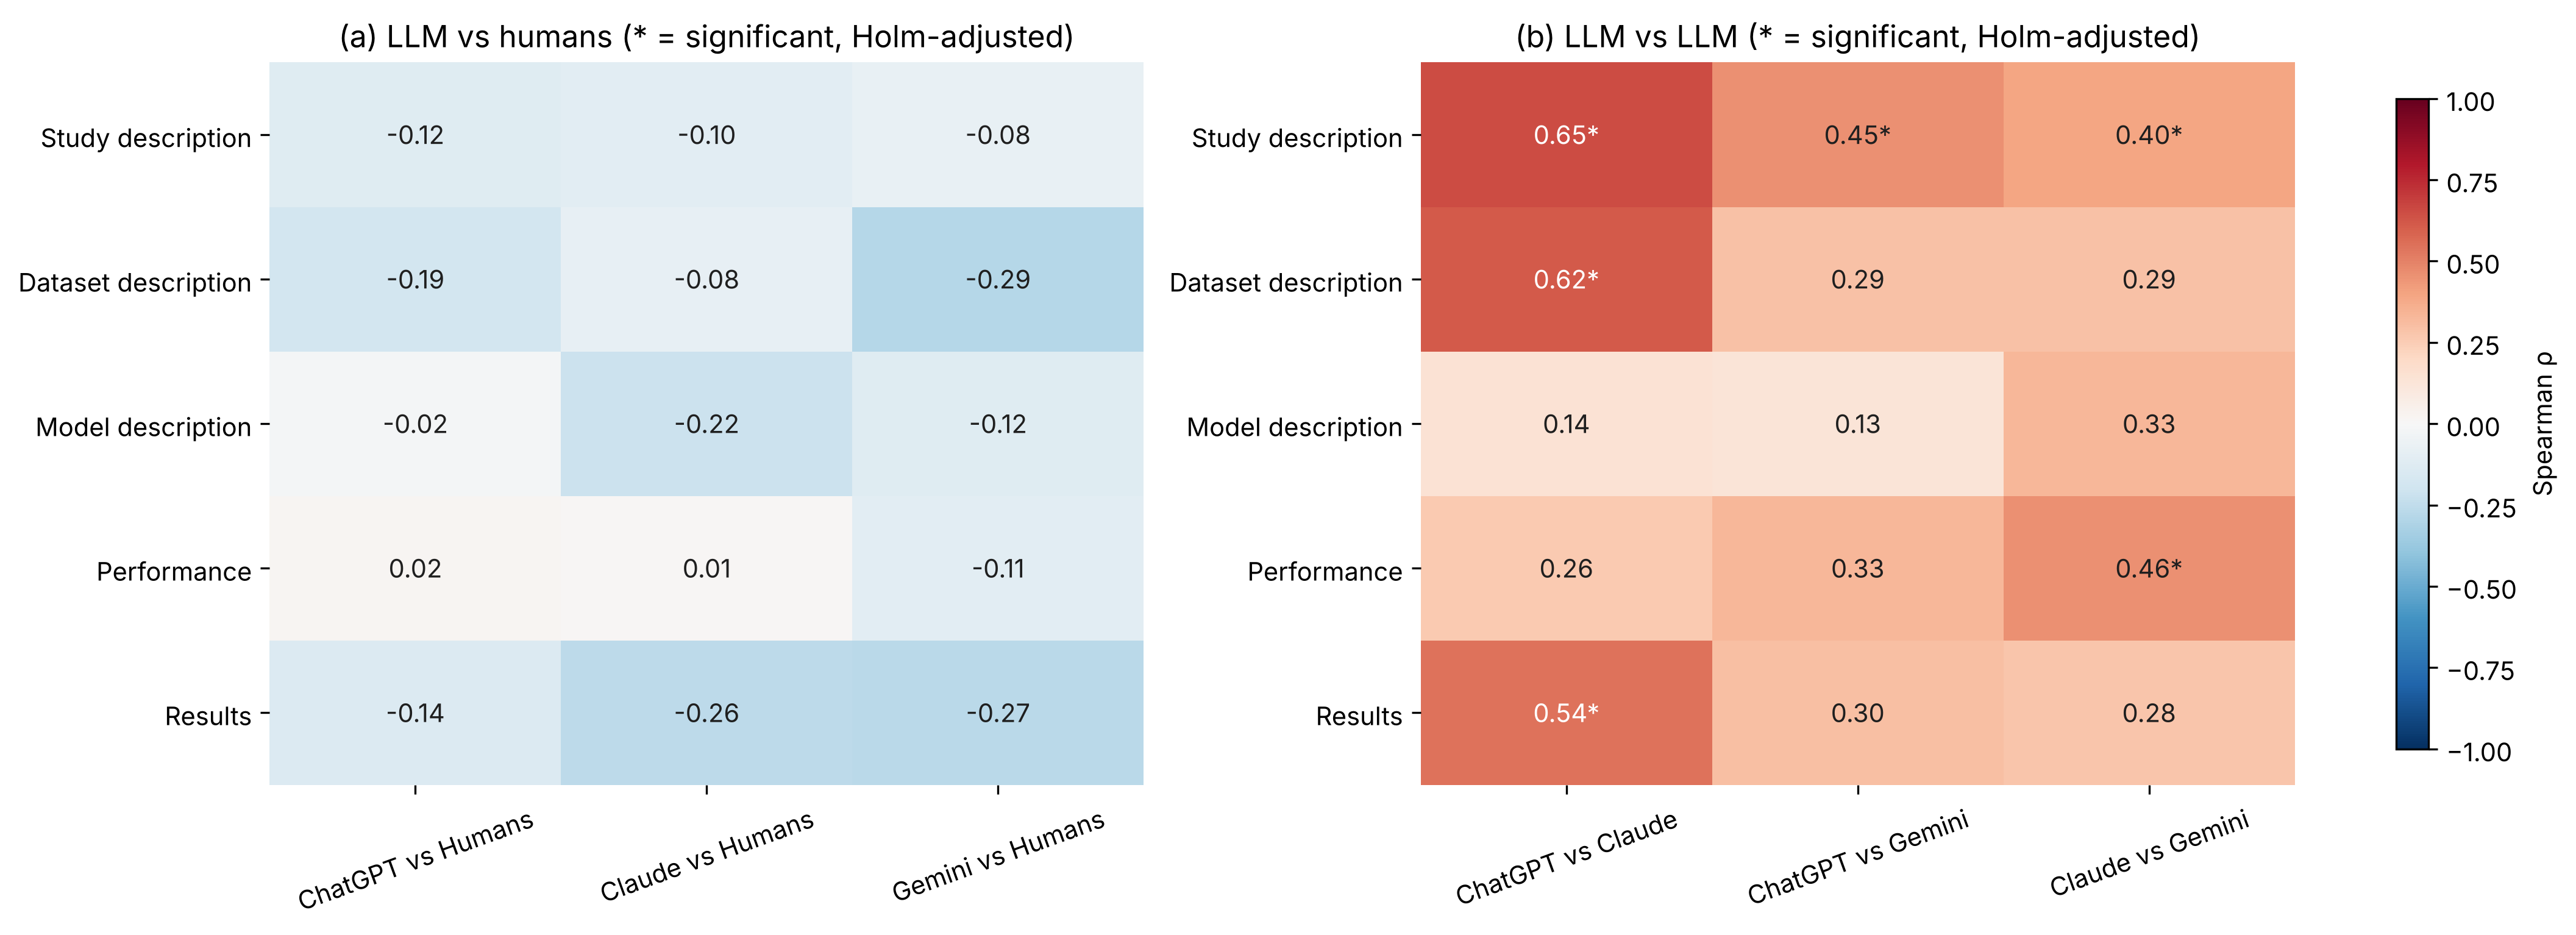 (a) LLM vs humans (* = significant, Holm-adjusted)
Study description -0.12 -0.10 -0.08
Dataset description -0.19 -0.08 -0.29
Model description -0.02 -0.22 -0.12
Performance 0.02 0.01 -0.11
Results -0.14 -0.26 -0.27
ChatGPT vs Humans Claude vs Humans Gemini vs Humans
(b) LLM vs LLM (* = significant, Holm-adjusted)
Study description 0.65* 0.45* 0.40*
Dataset description 0.62* 0.29 0.29
Model description 0.14 0.13 0.33
Performance 0.26 0.33 0.46*
Results 0.54* 0.30 0.28
ChatGPT vs Claude ChatGPT vs Gemini Claude vs Gemini
1.00
0.75
0.50
0.25
0.00
−0.25
−0.50
−0.75
−1.00
Spearman ρ